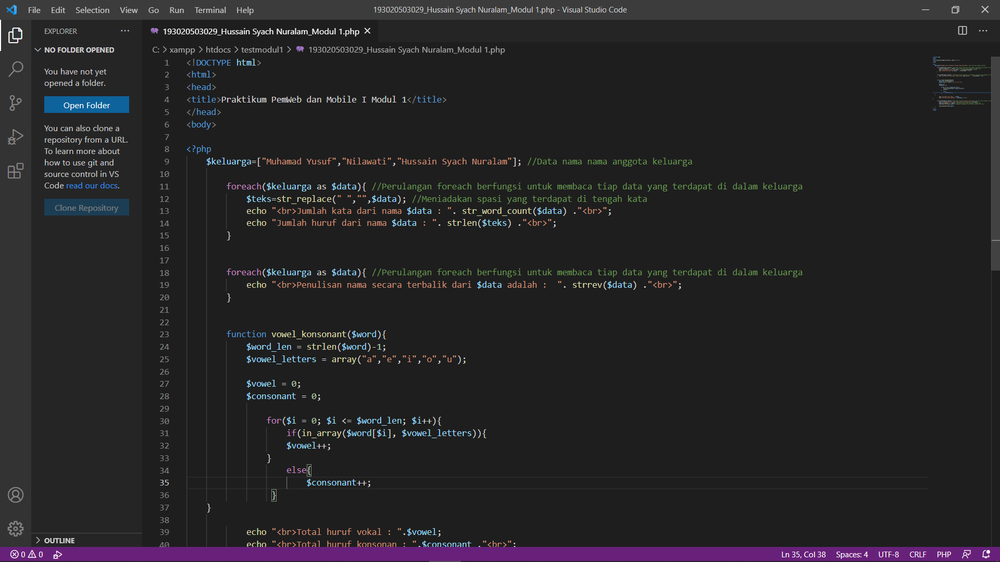 File Edit Selection View Go Run Terminal Help 193020503029_Hussain Syach Nuralam_Modul 1.php - Visual Studio Code
EXPLORER
NO FOLDER OPENED
You have not yet
opened a folder.
Open Folder
You can also clone a
repository from a URL.
To learn more about
how to use git and
source control in VS
Code read our docs.
Clone Repository
OUTLINE
193020503029_Hussain Syach Nuralam_Modul 1.php
C: > xampp > htdocs > testmodul1 > 193020503029_Hussain Syach Nuralam_Modul 1.php
1 <!DOCTYPE html>
2 <html>
3 <head>
4 <title>Praktikum PemWeb dan Mobile I Modul 1</title>
5 </head>
6 <body>
7
8 <?php
9 $keluarga=["Muhamad Yusuf","Nilawati","Hussain Syach Nuralam"]; //Data nama nama anggota keluarga
10
11 foreach($keluarga as $data){ //Perulangan foreach berfungsi untuk membaca tiap data yang terdapat di dalam keluarga
12 $teks=str_replace(" ","",$data); //Meniadakan spasi yang terdapat di tengah kata
13 echo "<br>Jumlah kata dari nama $data : ". str_word_count($data) ."<br>";
14 echo "Jumlah huruf dari nama $data : ". strlen($teks) ."<br>";
15 }
16
17
18 foreach($keluarga as $data){ //Perulangan foreach berfungsi untuk membaca tiap data yang terdapat di dalam keluarga
19 echo "<br>Penulisan nama secara terbalik dari $data adalah :  ". strrev($data) ."<br>";
20 }
21
22
23 function vowel_konsonant($word){
24 $word_len = strlen($word)-1;
25 $vowel_letters = array("a","e","i","o","u");
26
27 $vowel = 0;
28 $consonant = 0;
29
30 for($i = 0; $i <= $word_len; $i++){
31 if(in_array($word[$i], $vowel_letters)){
32 $vowel++;
33 }
34 else{
35 $consonant++;
36 }
37 }
38
39 echo "<br>Total huruf vokal : ".$vowel;
40 echo "<br>Total huruf konsonan : ".$consonant ."<br>";
0 0 Ln 35, Col 38 Spaces: 4 UTF-8 CRLF PHP